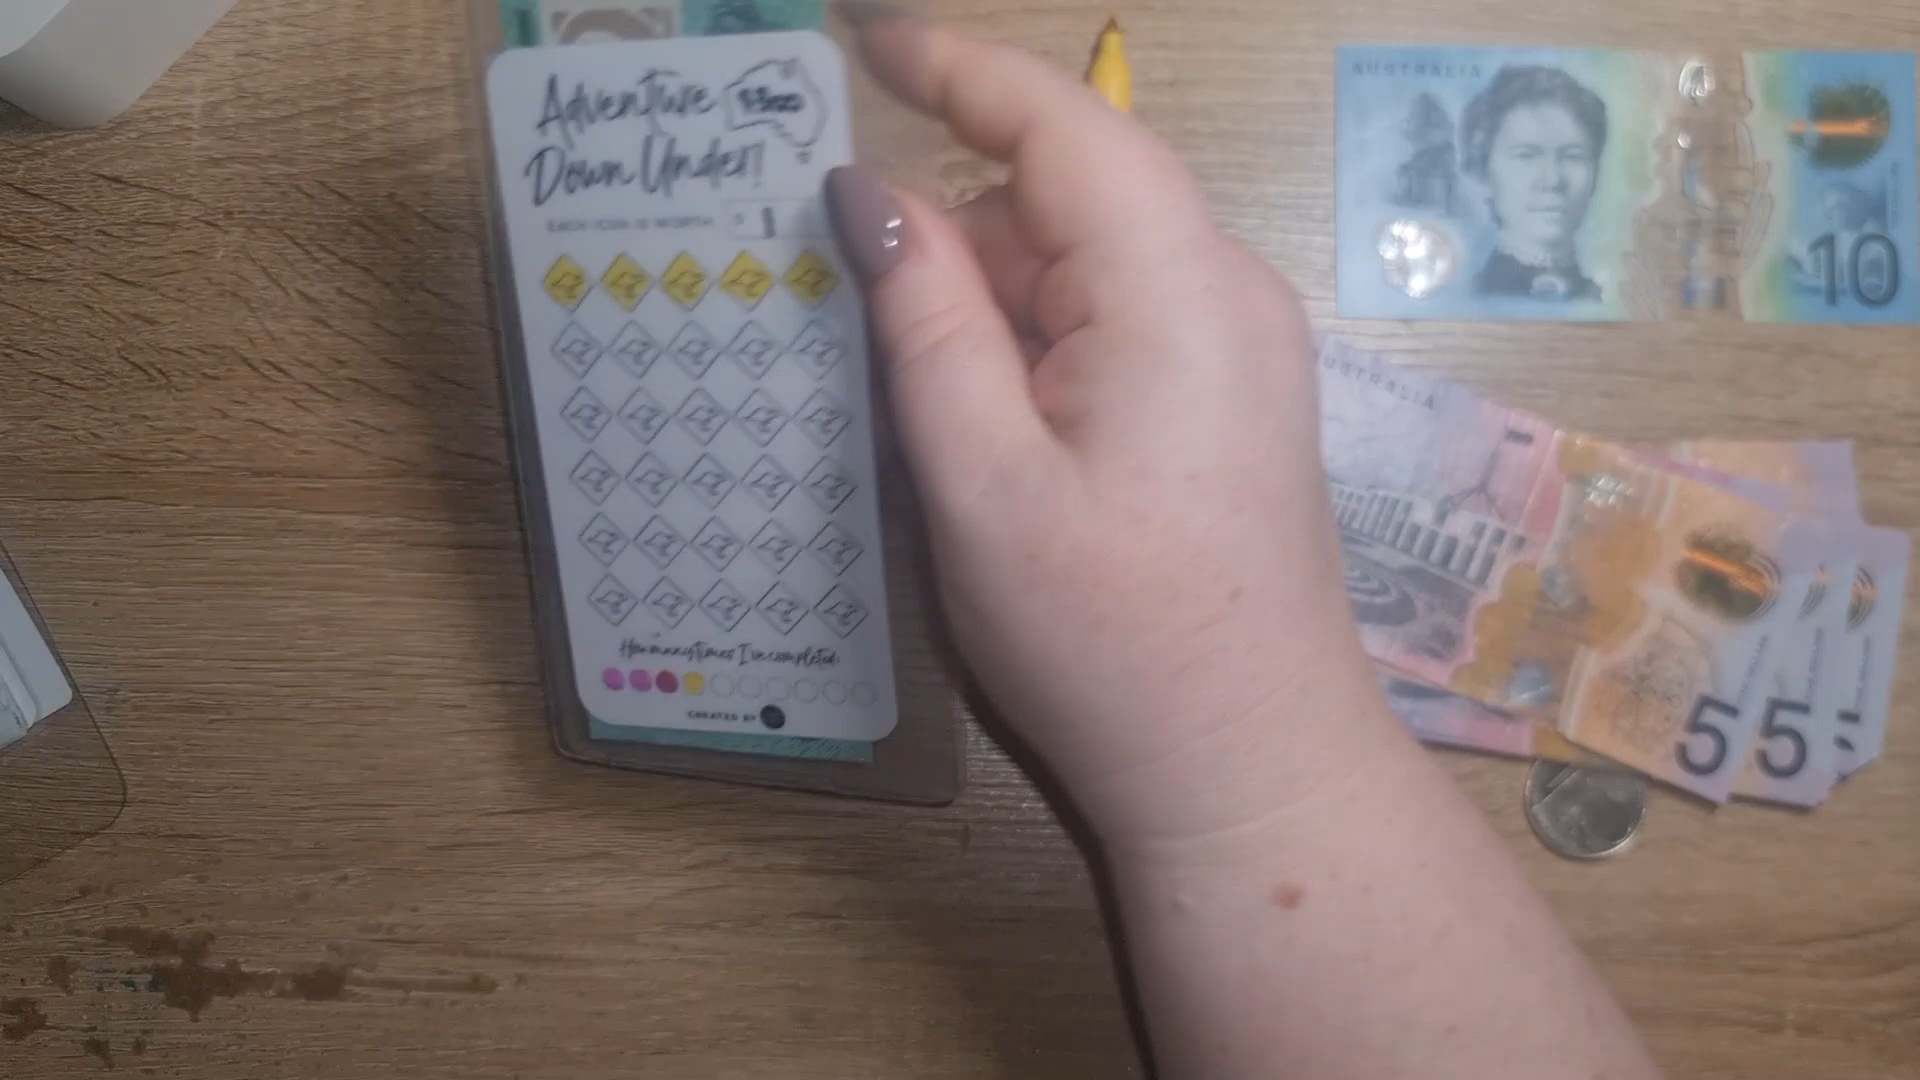 Adventure
Down Under!
$300
EACH ICON IS WORTH $ 1
How many times I've completed:
CREATED BY
AUSTRALIA
10
AUSTRALIA
5
5